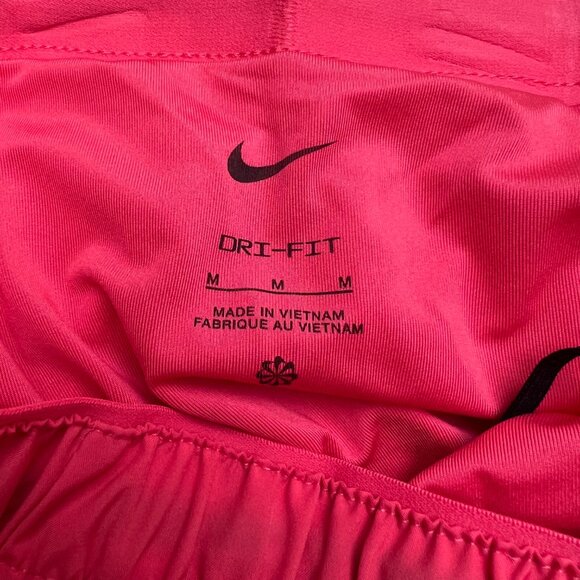 DRI-FIT
M M M
MADE IN VIETNAM
FABRIQUE AU VIETNAM